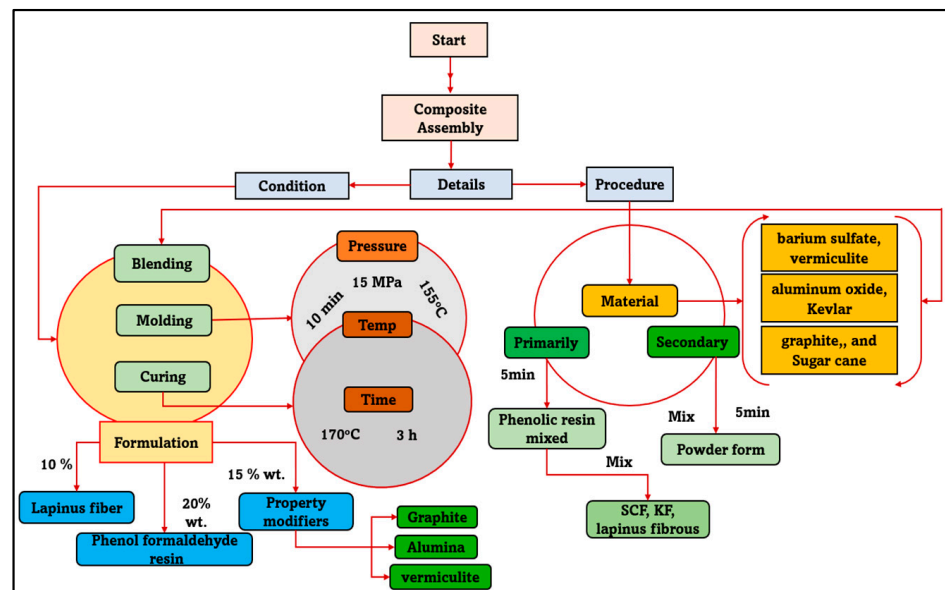 Start
Composite
Assembly
Condition
Details
Procedure
Blending
Molding
Curing
Pressure
15 MPa
10 min
155°C
Temp
Time
170°C 3 h
Material
Primarily
Secondary
barium sulfate,
vermiculite
aluminum oxide,
Kevlar
graphite,, and
Sugar cane
5min
Phenolic resin
mixed
Mix
5min
Powder form
Mix
SCF, KF,
lapinus fibrous
Formulation
10 %
Lapinus fiber
20%
wt.
Phenol formaldehyde
resin
15 % wt.
Property
modifiers
Graphite
Alumina
vermiculite